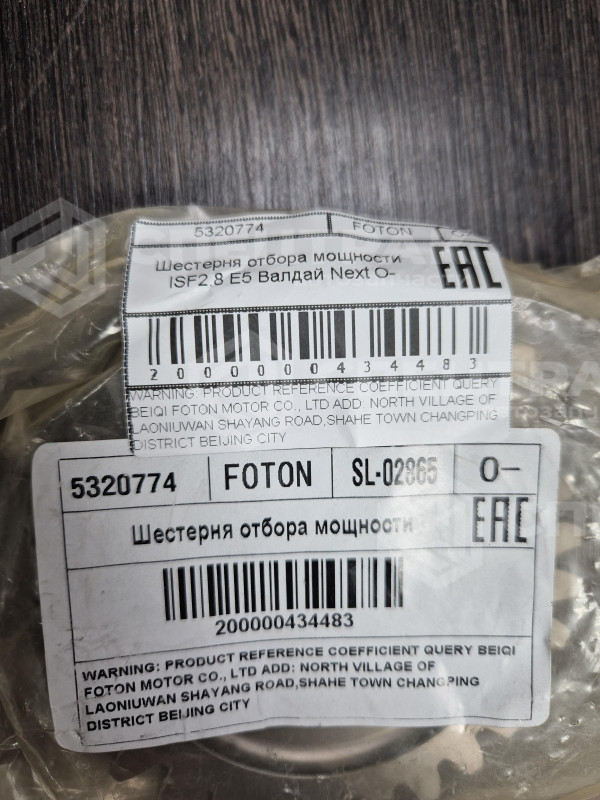 5320774 FOTON
Шестерня отбора мощности
ISF2,8 E5 Валдай Next O-
EAC
2000000434483
WARNING: PRODUCT REFERENCE COEFFICIENT QUERY
BEIQI FOTON MOTOR CO., LTD ADD: NORTH VILLAGE OF
LAONIUWAN SHAYANG ROAD,SHAHE TOWN CHANGPING
DISTRICT BEIJING CITY
5320774 FOTON SL-02865 O-
Шестерня отбора мощности
EAC
200000434483
WARNING: PRODUCT REFERENCE COEFFICIENT QUERY BEIQI
FOTON MOTOR CO., LTD ADD: NORTH VILLAGE OF
LAONIUWAN SHAYANG ROAD,SHAHE TOWN CHANGPING
DISTRICT BEIJING CITY